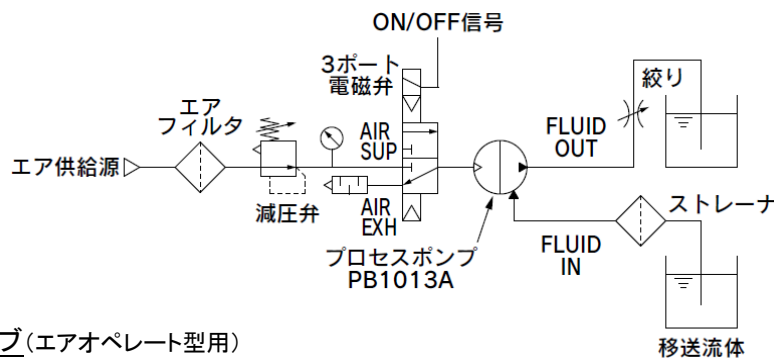 ON/OFF信号
3ポート
電磁弁
絞り
エア
フィルタ
AIR
SUP
FLUID
OUT
エア供給源
減圧弁
AIR
EXH
ストレーナ
プロセスポンプ
PB1013A
FLUID
IN
ブ(エアオペレート型用)
移送流体